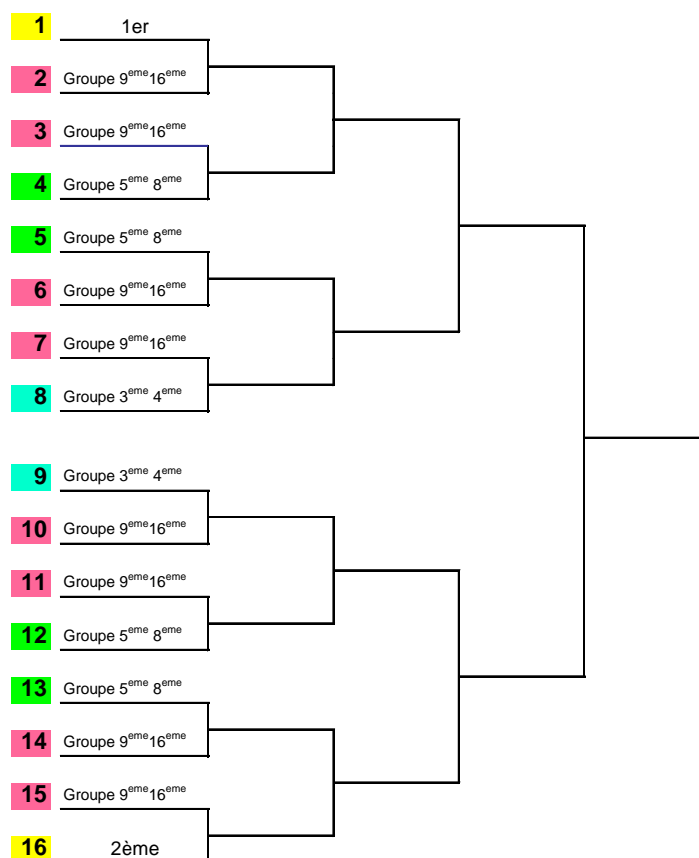 1 1er
2 Groupe 9eme16eme
3 Groupe 9eme16eme
4 Groupe 5eme 8eme
5 Groupe 5eme 8eme
6 Groupe 9eme16eme
7 Groupe 9eme16eme
8 Groupe 3eme 4eme
9 Groupe 3eme 4eme
10 Groupe 9eme16eme
11 Groupe 9eme16eme
12 Groupe 5eme 8eme
13 Groupe 5eme 8eme
14 Groupe 9eme16eme
15 Groupe 9eme16eme
16 2ème